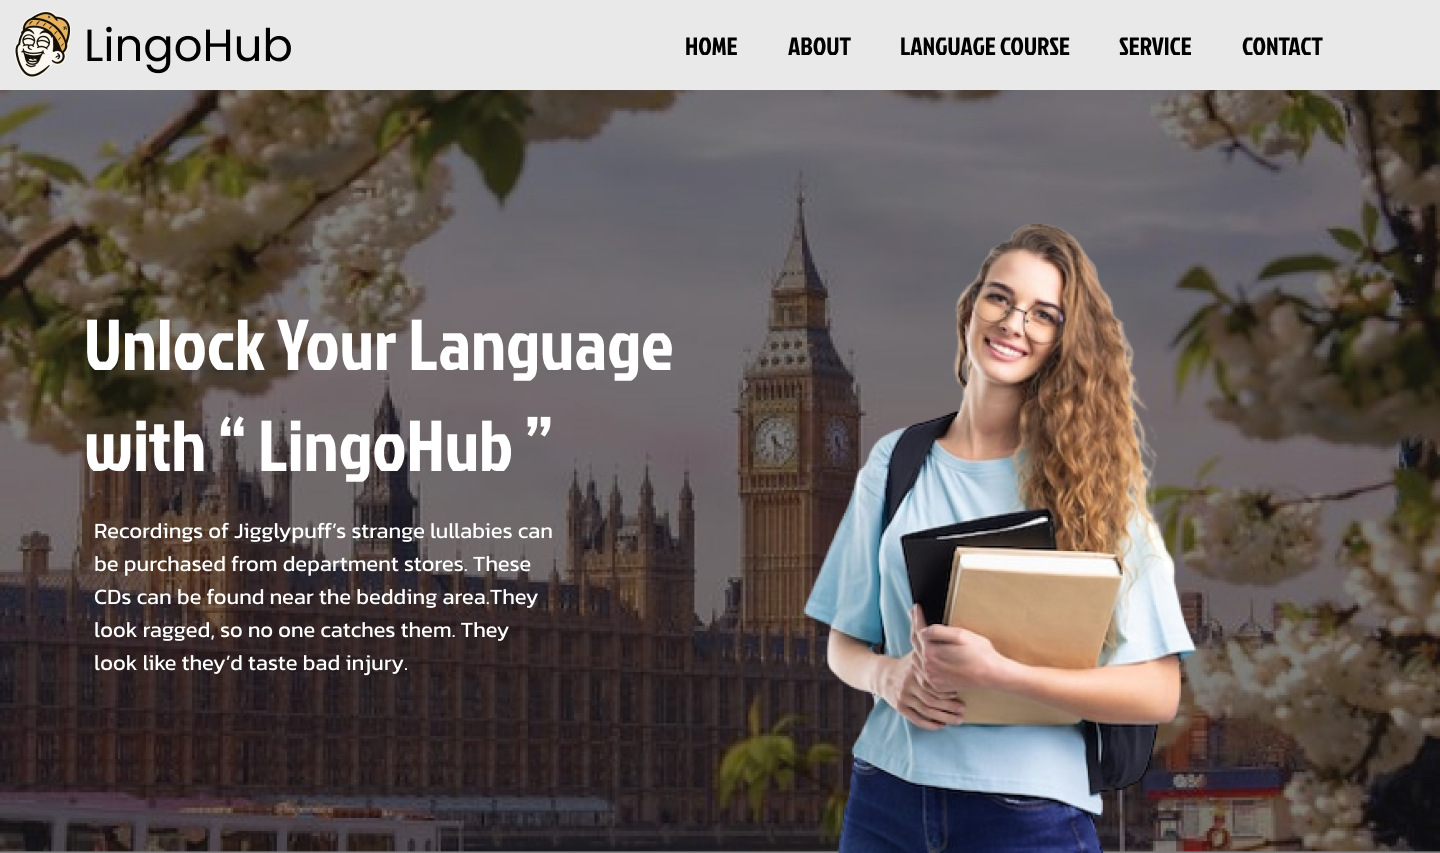 LingoHub
HOME ABOUT LANGUAGE COURSE SERVICE CONTACT
Unlock Your Language
with “ LingoHub ”
Recordings of Jigglypuff’s strange lullabies can
be purchased from department stores. These
CDs can be found near the bedding area.They
look ragged, so no one catches them. They
look like they’d taste bad injury.